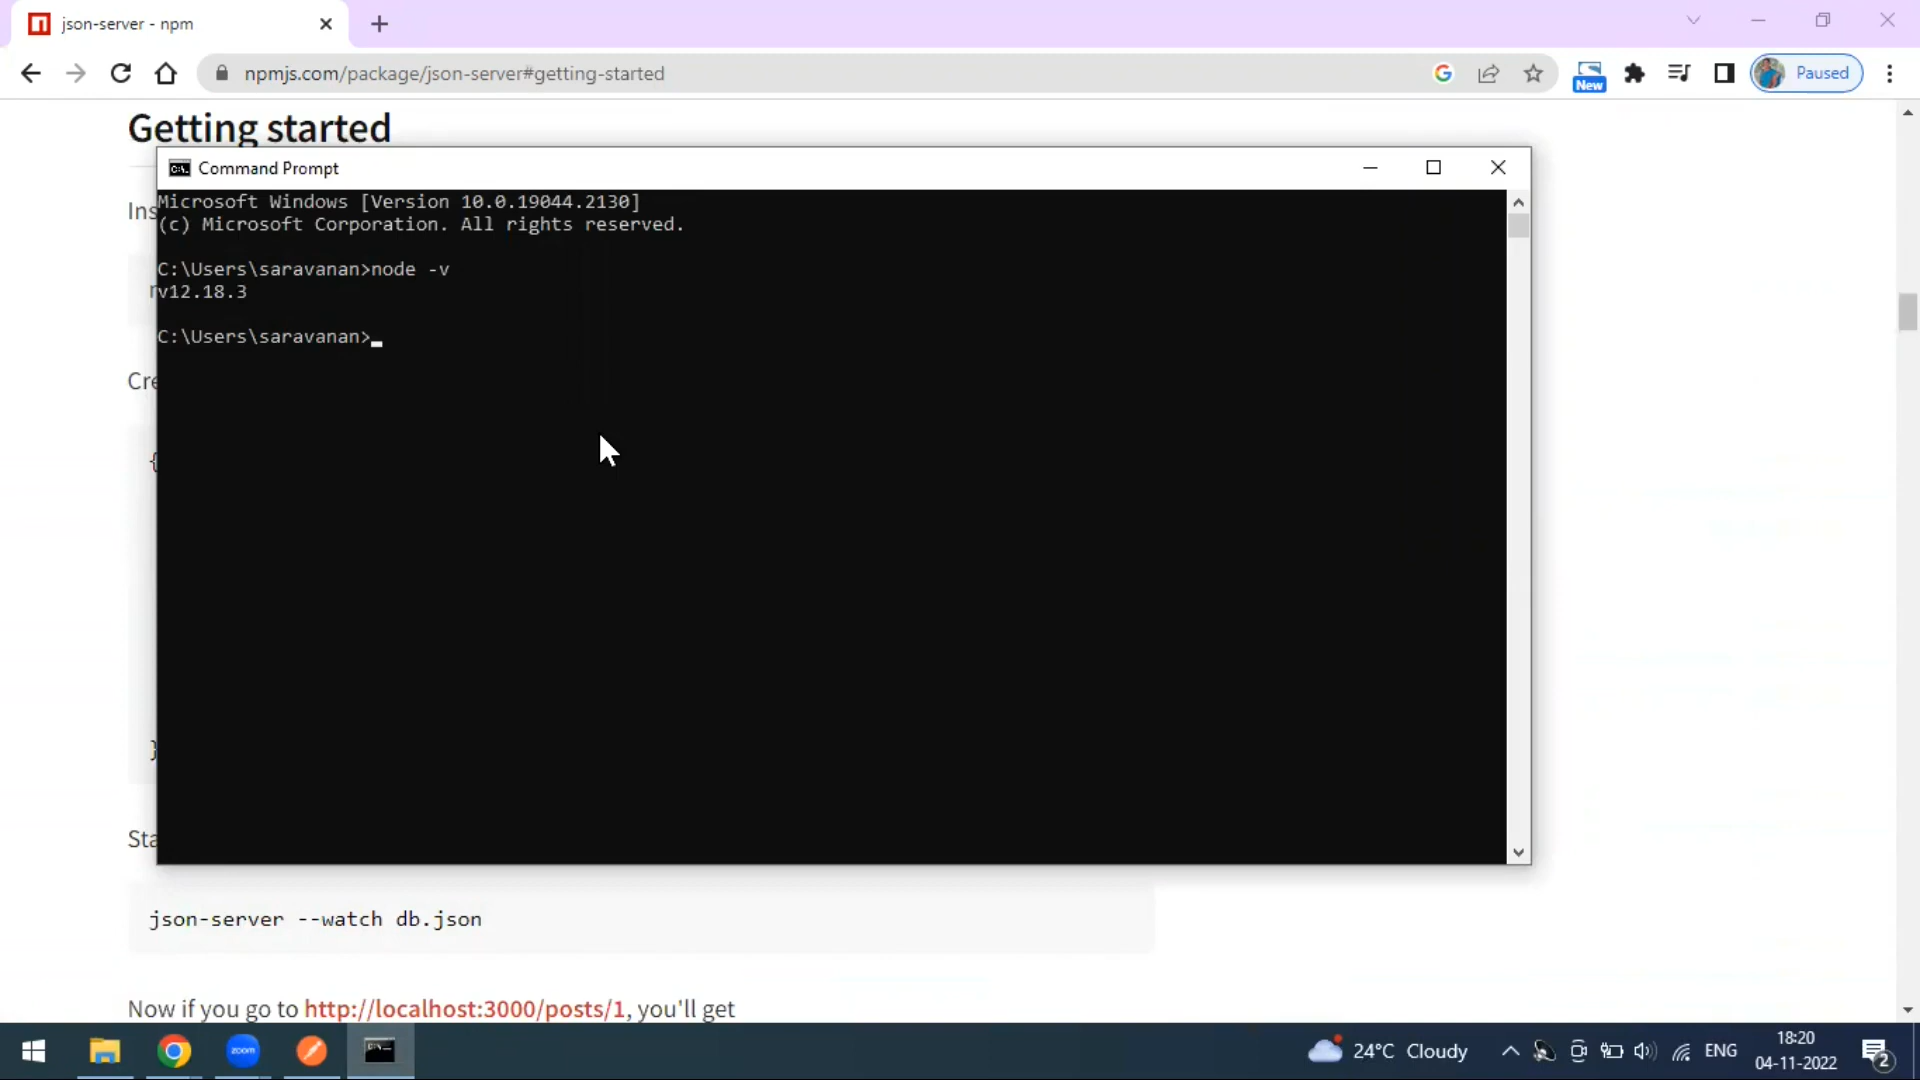 json-server - npm
npmjs.com/package/json-server#getting-started
New
Paused
Getting started
Command Prompt
Microsoft Windows [Version 10.0.19044.2130]
(c) Microsoft Corporation. All rights reserved.
C:\Users\saravanan>node -v
v12.18.3
C:\Users\saravanan>
{
}
json-server --watch db.json
Now if you go to http://localhost:3000/posts/1, you'll get
zoom
24°C Cloudy
ENG
18:20
04-11-2022
2